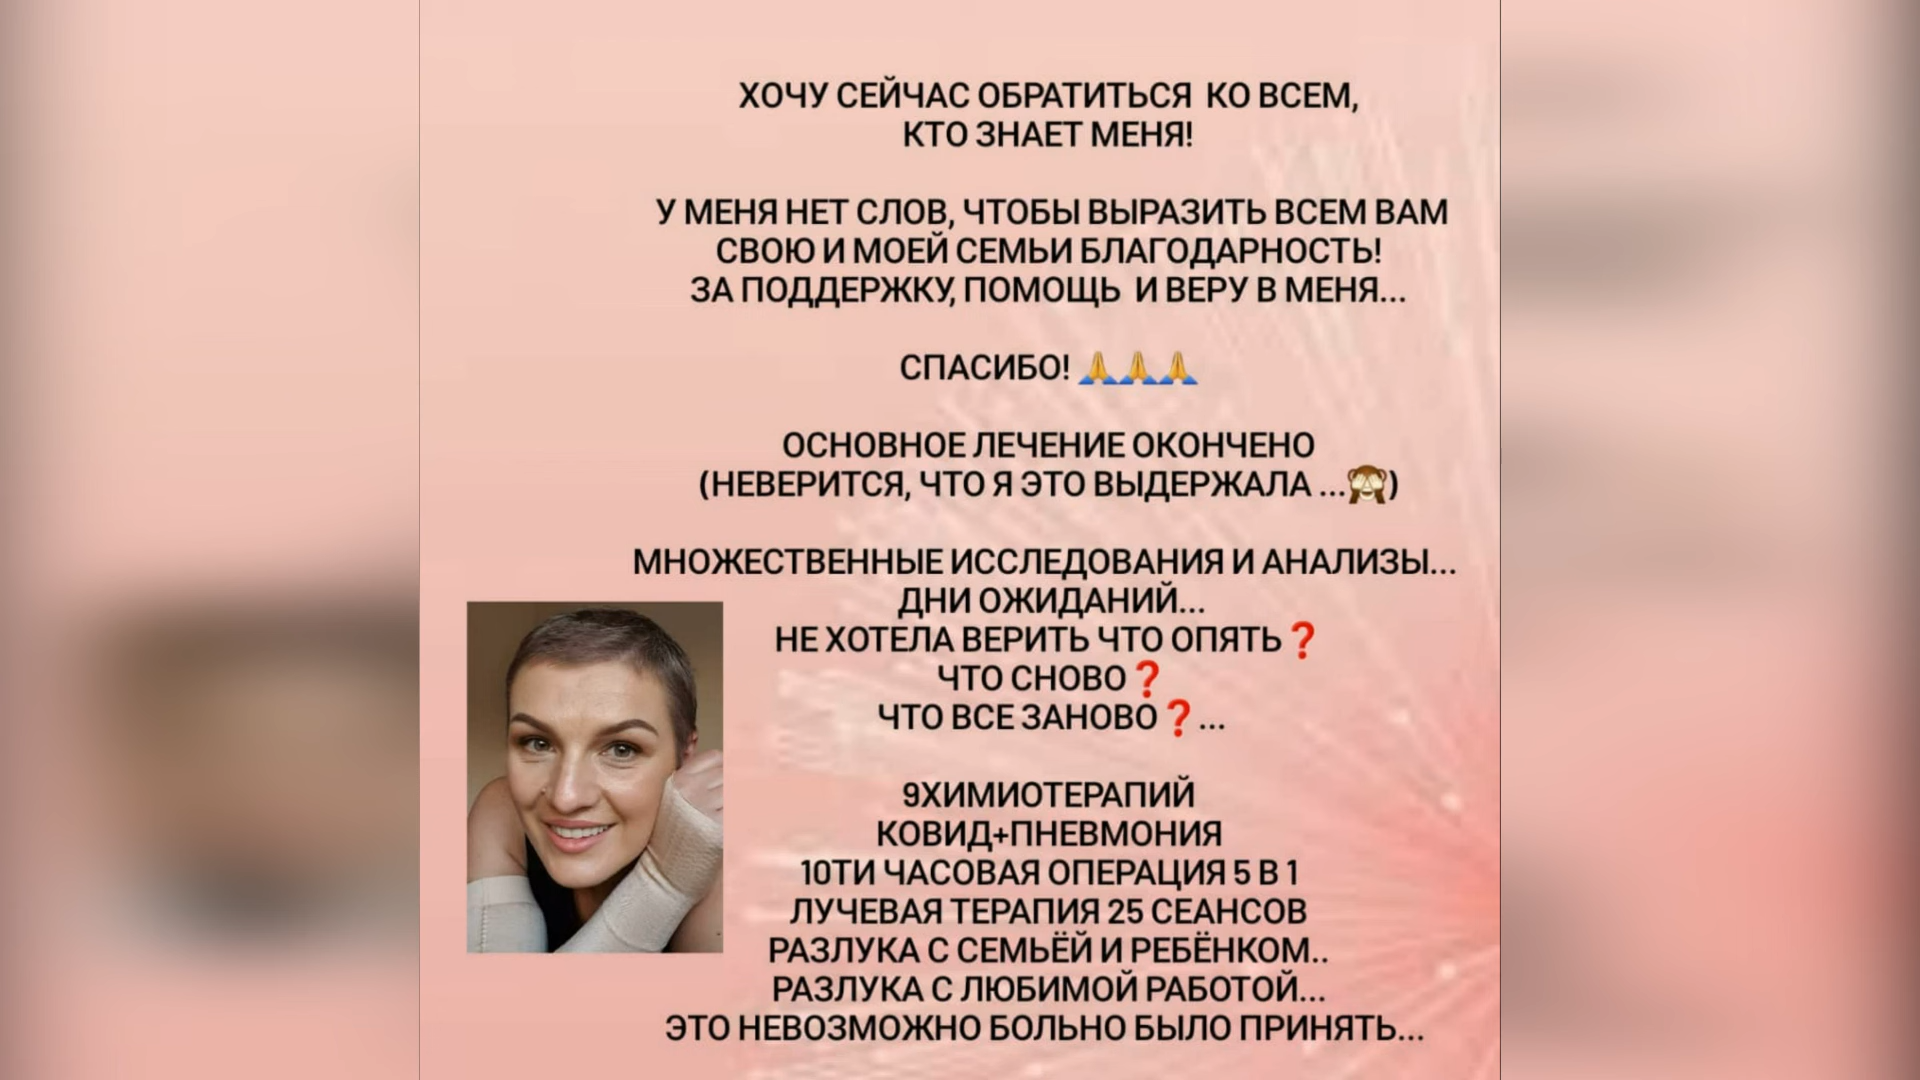 ХОЧУ СЕЙЧАС ОБРАТИТЬСЯ КО ВСЕМ,
КТО ЗНАЕТ МЕНЯ!
У МЕНЯ НЕТ СЛОВ, ЧТОБЫ ВЫРАЗИТЬ ВСЕМ ВАМ
СВОЮ И МОЕЙ СЕМЬИ БЛАГОДАРНОСТЬ!
ЗА ПОДДЕРЖКУ, ПОМОЩЬ И ВЕРУ В МЕНЯ...
СПАСИБО! 🙏🙏🙏
ОСНОВНОЕ ЛЕЧЕНИЕ ОКОНЧЕНО
(НЕВЕРИТСЯ, ЧТО Я ЭТО ВЫДЕРЖАЛА ...🙈)
МНОЖЕСТВЕННЫЕ ИССЛЕДОВАНИЯ И АНАЛИЗЫ...
ДНИ ОЖИДАНИЙ...
НЕ ХОТЕЛА ВЕРИТЬ ЧТО ОПЯТЬ❓
ЧТО СНОВО❓
ЧТО ВСЕ ЗАНОВО❓...
9ХИМИОТЕРАПИЙ
КОВИД+ПНЕВМОНИЯ
10ТИ ЧАСОВАЯ ОПЕРАЦИЯ 5 В 1
ЛУЧЕВАЯ ТЕРАПИЯ 25 СЕАНСОВ
РАЗЛУКА С СЕМЬЁЙ И РЕБЁНКОМ..
РАЗЛУКА С ЛЮБИМОЙ РАБОТОЙ...
ЭТО НЕВОЗМОЖНО БОЛЬНО БЫЛО ПРИНЯТЬ...